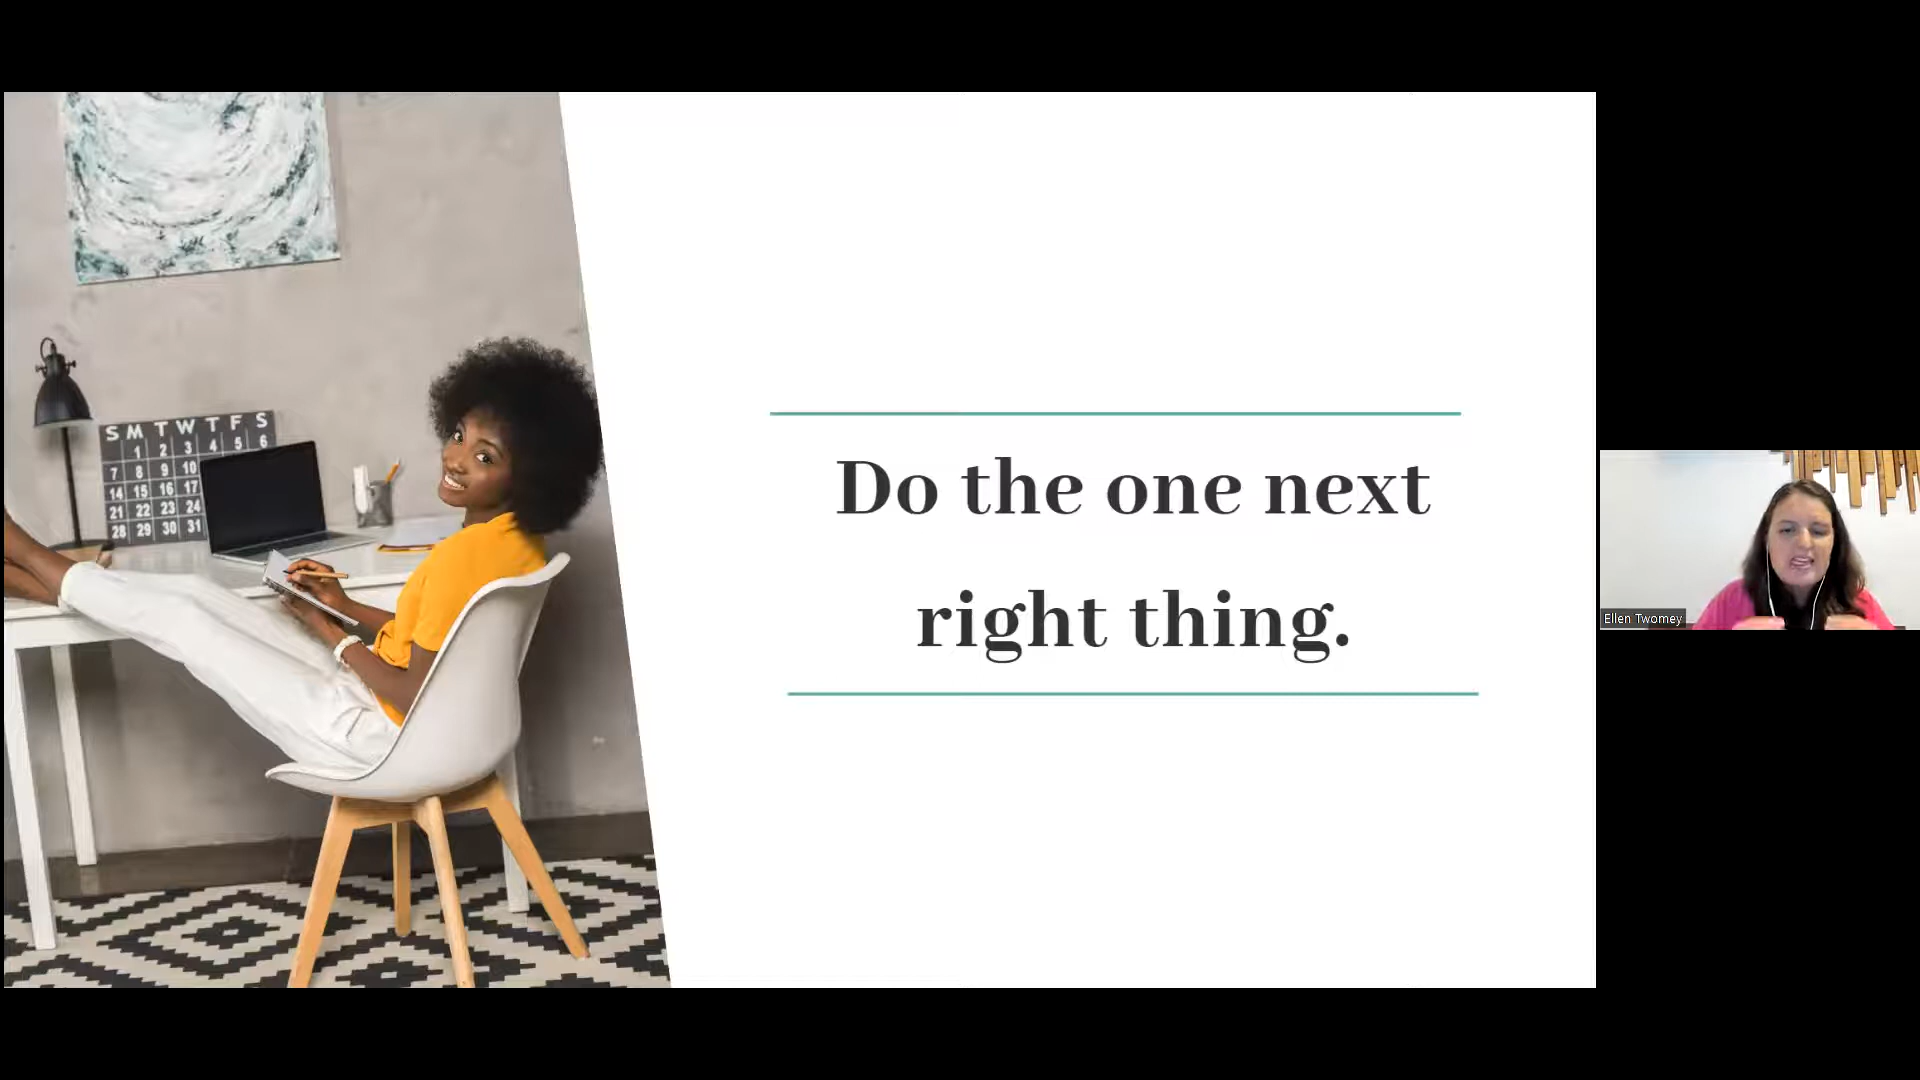 S M T W T F S
1 2 3 4 5 6
7 8 9 10
14 15 16 17
21 22 23 24
28 29 30 31
Do the one next
right thing.
Ellen Twomey